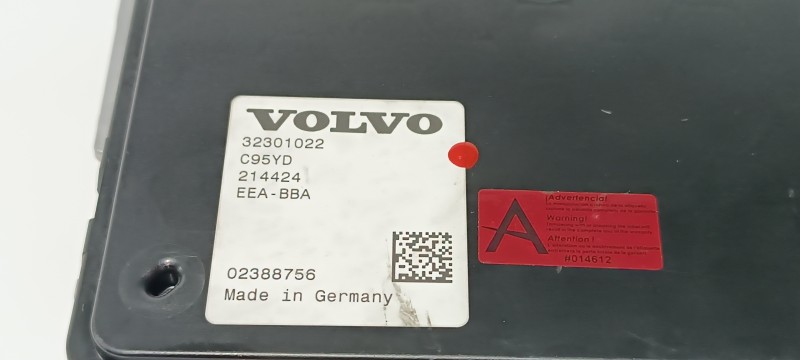 VOLVO
32301022
C95YD
214424
EEA-BBA
02388756
Made in Germany
A
¡Advertencia!
Warning!
Attention!
#014612